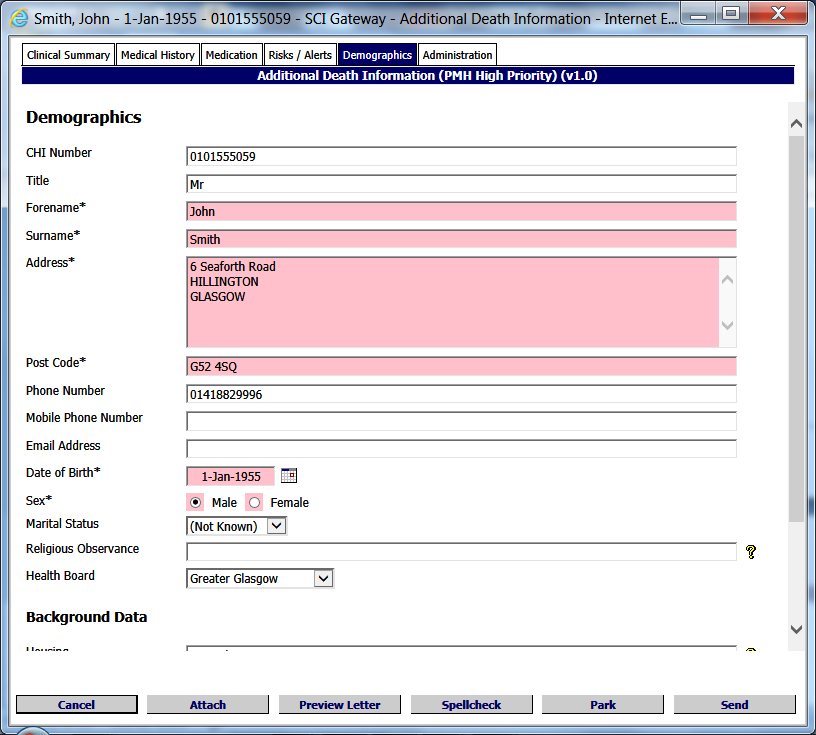 Smith, John - 1-Jan-1955 - 0101555059 - SCI Gateway - Additional Death Information - Internet E...
Clinical Summary Medical History Medication Risks / Alerts Demographics Administration
Additional Death Information (PMH High Priority) (v1.0)
Demographics
CHI Number 0101555059
Title Mr
Forename* John
Surname* Smith
Address* 6 Seaforth Road
HILLINGTON
GLASGOW
Post Code* G52 4SQ
Phone Number 01418829996
Mobile Phone Number
Email Address
Date of Birth* 1-Jan-1955
Sex* Male Female
Marital Status (Not Known)
Religious Observance ?
Health Board Greater Glasgow
Background Data
Housing
Cancel Attach Preview Letter Spellcheck Park Send